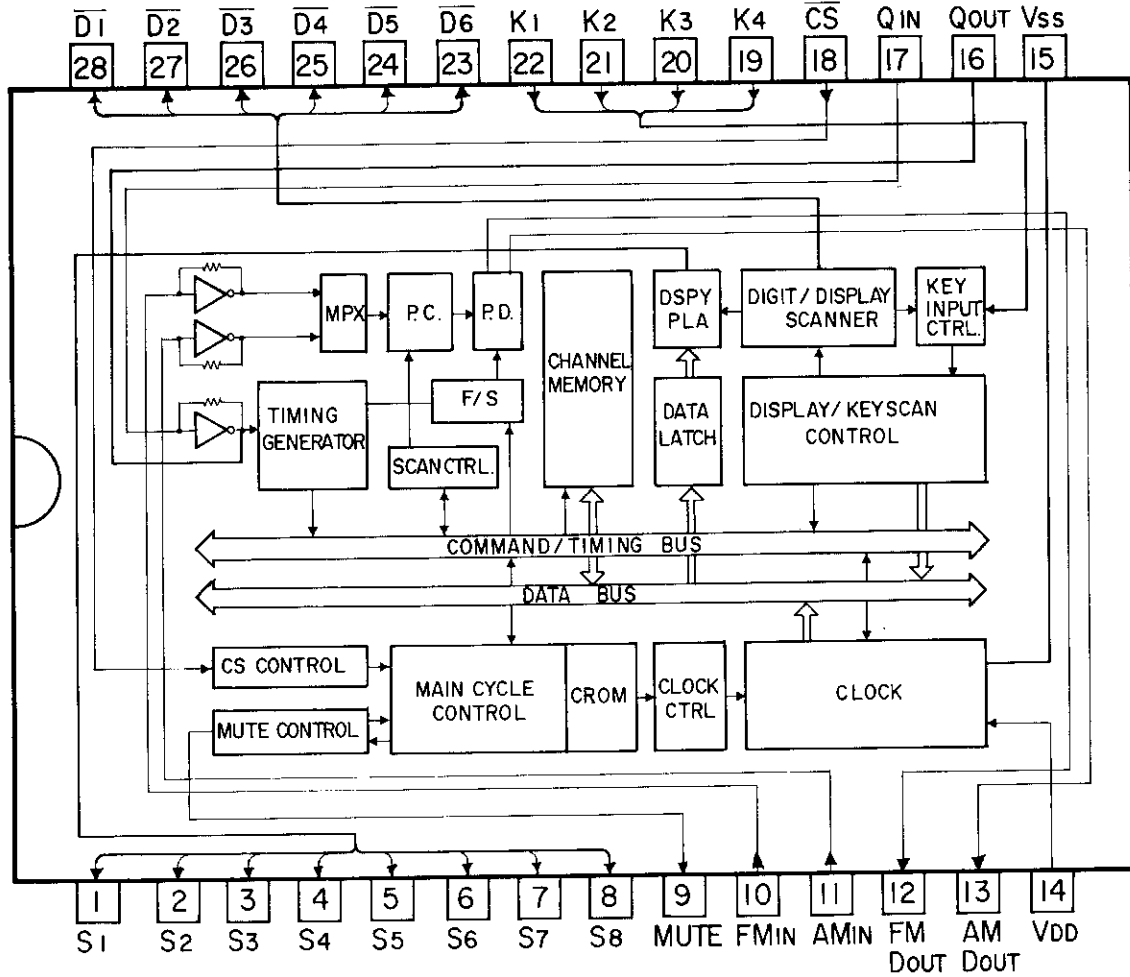 D1 D2 D3 D4 D5 D6 K1 K2 K3 K4 CS QIN QOUT VSS
28 27 26 25 24 23 22 21 20 19 18 17 16 15
MPX
P.C.
P.D.
CHANNEL
MEMORY
DSPY
PLA
DIGIT/DISPLAY
SCANNER
KEY
INPUT
CTRL.
TIMING
GENERATOR
F/S
SCAN CTRL.
DATA
LATCH
DISPLAY/KEYSCAN
CONTROL
COMMAND/TIMING BUS
DATA BUS
CS CONTROL
MUTE CONTROL
MAIN CYCLE
CONTROL
CROM
CLOCK
CTRL
CLOCK
1 2 3 4 5 6 7 8 9 10 11 12 13 14
S1 S2 S3 S4 S5 S6 S7 S8 MUTE FMIN AMIN FM AM VDD
DOUT DOUT